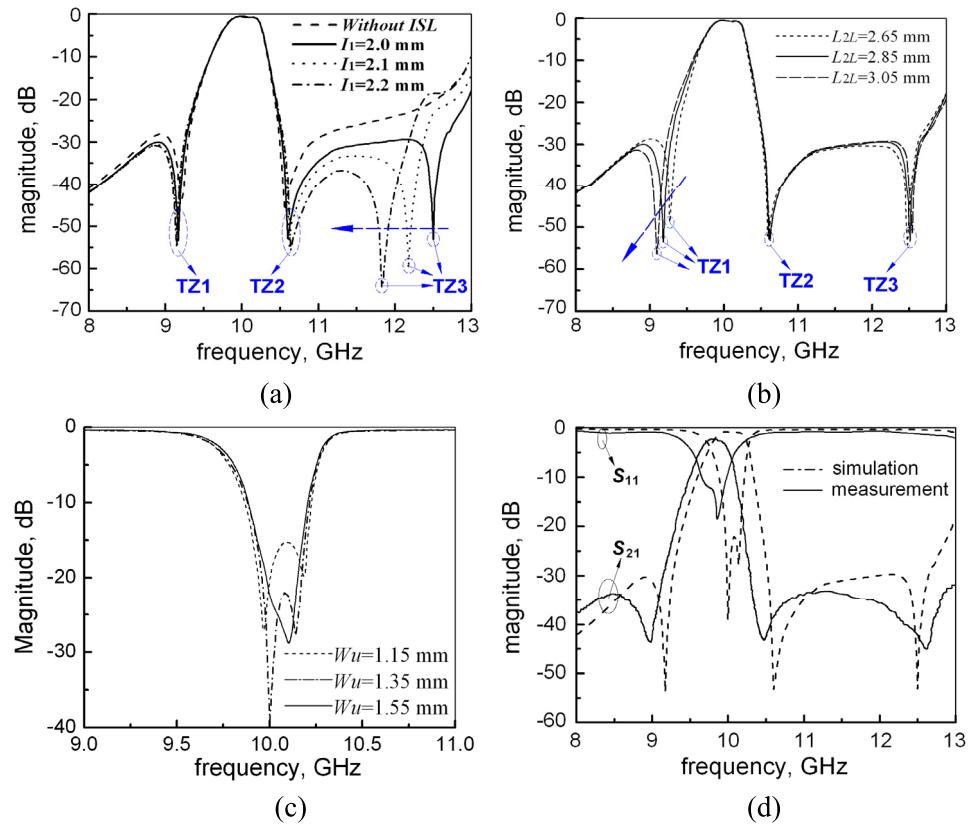 0
-10
-20
-30
-40
-50
-60
-70
magnitude, dB
Without ISL
I1=2.0 mm
I1=2.1 mm
I1=2.2 mm
TZ1
TZ2
TZ3
8 9 10 11 12 13
frequency, GHz
(a)
0
-10
-20
-30
-40
-50
-60
-70
magnitude, dB
L2L=2.65 mm
L2L=2.85 mm
L2L=3.05 mm
TZ1
TZ2
TZ3
8 9 10 11 12 13
frequency, GHz
(b)
0
-10
-20
-30
-40
Magnitude, dB
Wu=1.15 mm
Wu=1.35 mm
Wu=1.55 mm
9.0 9.5 10.0 10.5 11.0
frequency, GHz
(c)
0
-10
-20
-30
-40
-50
-60
magnitude, dB
S11
simulation
measurement
S21
8 9 10 11 12 13
frequency, GHz
(d)